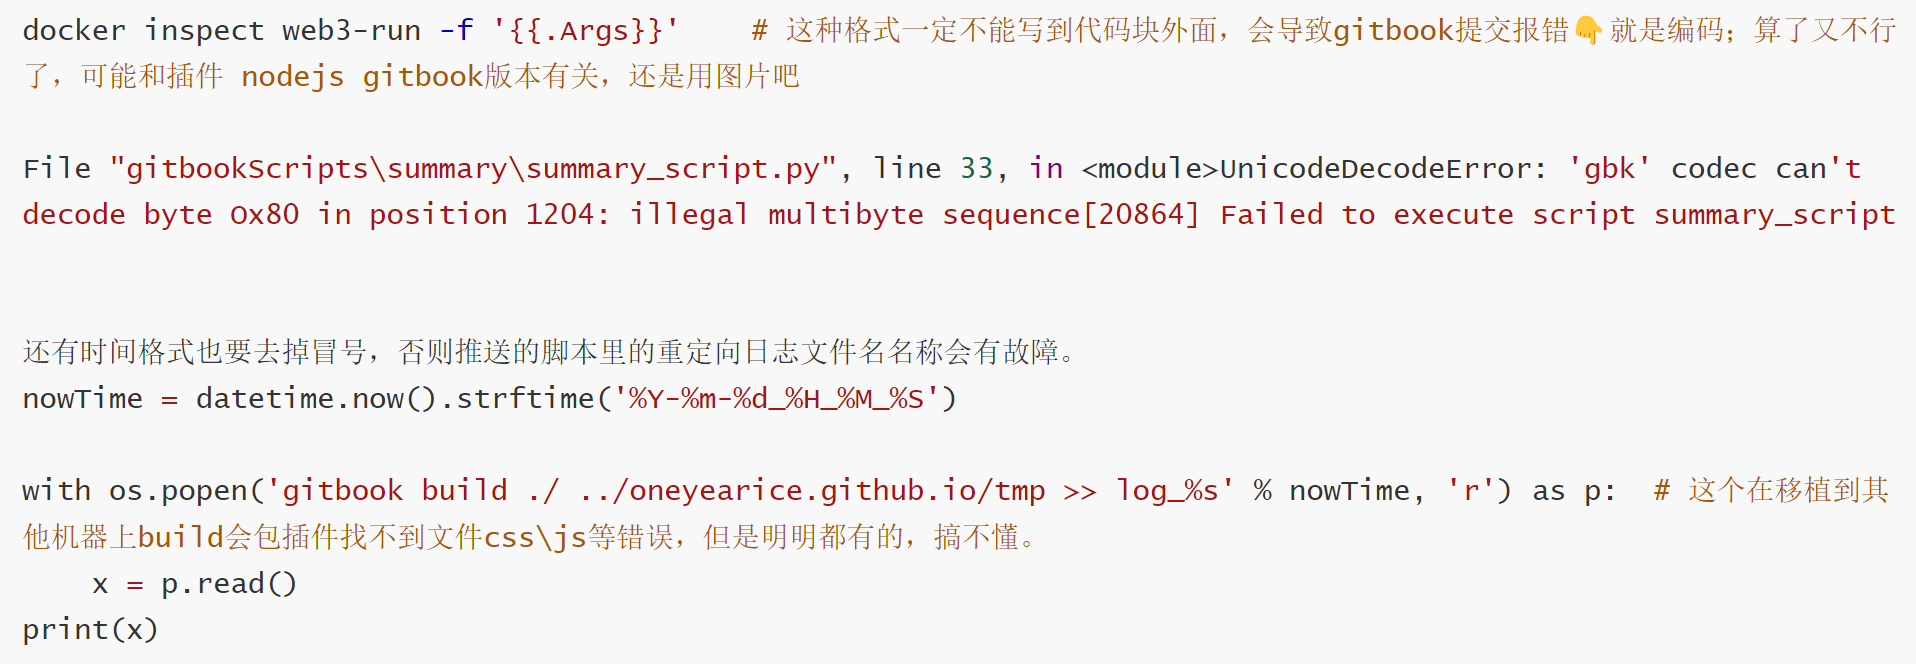 docker inspect web3-run -f '{{.Args}}'    # 这种格式一定不能写到代码块外面，会导致gitbook提交报错👇就是编码；算了又不行
了，可能和插件 nodejs gitbook版本有关，还是用图片吧
File "gitbookScripts\summary\summary_script.py", line 33, in <module>UnicodeDecodeError: 'gbk' codec can't
decode byte 0x80 in position 1204: illegal multibyte sequence[20864] Failed to execute script summary_script
还有时间格式也要去掉冒号，否则推送的脚本里的重定向日志文件名名称会有故障。
nowTime = datetime.now().strftime('%Y-%m-%d_%H_%M_%S')
with os.popen('gitbook build ./ ../oneyearice.github.io/tmp >> log_%s' % nowTime, 'r') as p:  # 这个在移植到其
他机器上build会包插件找不到文件css\js等错误，但是明明都有的，搞不懂。
    x = p.read()
print(x)